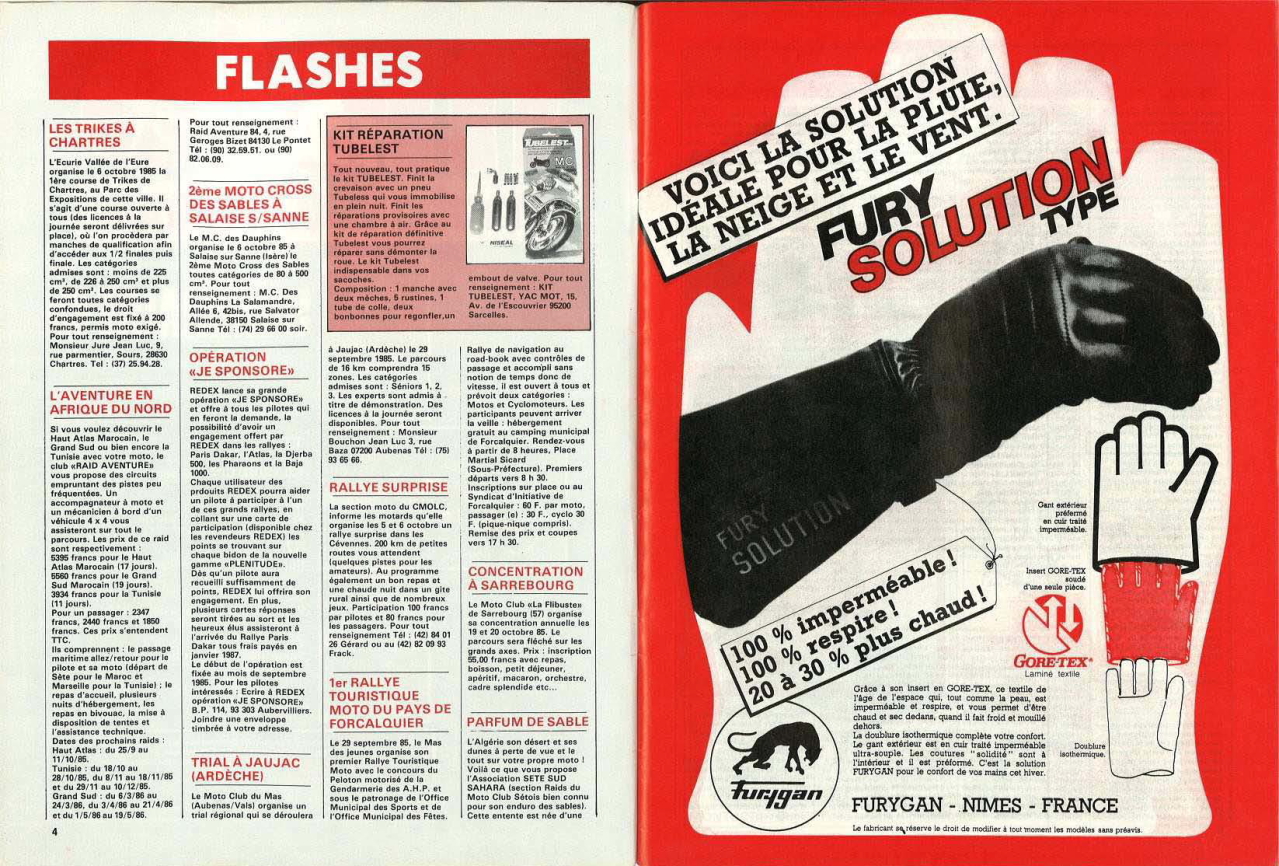 FLASHES
LES TRIKES À
CHARTRES
L'Ecurie Vallée de l'Eure
organise le 6 octobre 1985 la
1ère course de Trikes de
Chartres, au Parc des
Expositions de cette ville. Il
s'agit d'une course ouverte à
tous (des licences à la
journée seront délivrées sur
place), où l'on procédera par
manches de qualification afin
d'accéder aux 1/2 finales puis
finale. Les catégories
admises sont : moins de 225
cm³, de 226 à 250 cm³ et plus
de 250 cm³. Les courses se
feront toutes catégories
confondues, le droit
d'engagement est fixé à 200
francs, permis moto exigé.
Pour tout renseignement :
Monsieur Jure Jean Luc, 9,
rue parmentier, Sours, 28630
Chartres. Tel : (37) 25.94.28.
L'AVENTURE EN
AFRIQUE DU NORD
Si vous voulez découvrir le
Haut Atlas Marocain, le
Grand Sud ou bien encore la
Tunisie avec votre moto, le
club «RAID AVENTURE»
vous propose des circuits
empruntant des pistes peu
fréquentées. Un
accompagnateur à moto et
un mécanicien à bord d'un
véhicule 4 x 4 vous
assisteront sur tout le
parcours. Les prix de ce raid
sont respectivement :
5395 francs pour le Haut
Atlas Marocain (17 jours).
5560 francs pour le Grand
Sud Marocain (19 jours).
3934 francs pour la Tunisie
(11 jours).
Pour un passager : 2347
francs, 2440 francs et 1850
francs. Ces prix s'entendent
TTC.
Ils comprennent : le passage
maritime allez/retour pour le
pilote et sa moto (départ de
Sète pour le Maroc et
Marseille pour la Tunisie) ; le
repas d'accueil, plusieurs
nuits d'hébergement, les
repas en bivouac, la mise à
disposition de tentes et
l'assistance technique.
Dates des prochains raids :
Haut Atlas : du 25/9 au
11/10/85.
Tunisie : du 18/10 au
28/10/85, du 8/11 au 18/11/85
et du 29/11 au 10/12/85.
Grand Sud : du 6/3/86 au
24/3/86, du 3/4/86 au 21/4/86
et du 1/5/86 au 19/5/86.
4
Pour tout renseignement :
Raid Aventure 84, 4, rue
Geroges Bizet 84130 Le Pontet
Tél : (90) 32.59.51. ou (90)
82.06.09.
2ème MOTO CROSS
DES SABLES À
SALAISE S/SANNE
Le M.C. des Dauphins
organise le 6 octobre 85 à
Salaise sur Sanne (Isère) le
2ème Moto Cross des Sables
toutes catégories de 80 à 500
cm³. Pour tout
renseignement : M.C. Des
Dauphins La Salamandre,
Allée 6, 42bis, rue Salvator
Allende, 38150 Salaise sur
Sanne Tél : (74) 29 66 00 soir.
OPÉRATION
«JE SPONSORE»
REDEX lance sa grande
opération «JE SPONSORE»
et offre à tous les pilotes qui
en feront la demande, la
possibilité d'avoir un
engagement offert par
REDEX dans les rallyes :
Paris Dakar, l'Atlas, la Djerba
500, les Pharaons et la Baja
1000.
Chaque utilisateur des
prdouits REDEX pourra aider
un pilote à participer à l'un
de ces grands rallyes, en
collant sur une carte de
participation (disponible chez
les revendeurs REDEX) les
points se trouvant sur
chaque bidon de la nouvelle
gamme «PLENITUDE».
Dès qu'un pilote aura
recueilli suffisamment de
points, REDEX lui offrira son
engagement. En plus,
plusieurs cartes réponses
seront tirées au sort et les
heureux élus assisteront à
l'arrivée du Rallye Paris
Dakar tous frais payés en
janvier 1987.
Le début de l'opération est
fixée au mois de septembre
1985. Pour les pilotes
intéressés : Ecrire à REDEX
opération «JE SPONSORE»
B.P. 114, 93 303 Aubervilliers.
Joindre une enveloppe
timbrée à votre adresse.
TRIAL À JAUJAC
(ARDÈCHE)
Le Moto Club du Mas
(Aubenas/Vals) organise un
trial régional qui se déroulera
KIT RÉPARATION
TUBELEST
Tout nouveau, tout pratique
le kit TUBELEST. Finit la
crevaison avec un pneu
Tubeless qui vous immobilise
en plein nuit. Finit les
réparations provisoires avec
une chambre à air. Grâce au
kit de réparation définitive
Tubelest vous pourrez
réparer sans démonter la
roue. Le kit Tubelest
indispensable dans vos
sacoches.
Composition : 1 manche avec
deux mèches, 5 rustines, 1
tube de colle, deux
bonbonnes pour regonfler,un
TUBELEST
MC
HISEAL
embout de valve. Pour tout
renseignement : KIT
TUBELEST, YAC MOT, 15,
Av. de l'Escouvrier 95200
Sarcelles.
à Jaujac (Ardèche) le 29
septembre 1985. Le parcours
de 16 km comprendra 15
zones. Les catégories
admises sont : Séniors 1, 2,
3. Les experts sont admis à
titre de démonstration. Des
licences à la journée seront
disponibles. Pour tout
renseignement : Monsieur
Bouchon Jean Luc 3, rue
Baza 07200 Aubenas Tél : (75)
93 65 66.
RALLYE SURPRISE
La section moto du CMOLC,
informe les motards qu'elle
organise les 5 et 6 octobre un
rallye surprise dans les
Cévennes. 200 km de petites
routes vous attendent
(quelques pistes pour les
amateurs). Au programme
également un bon repas et
une chaude nuit dans un gite
rural ainsi que de nombreux
jeux. Participation 100 francs
par pilotes et 80 francs pour
les passagers. Pour tout
renseignement Tél : (42) 84 01
26 Gérard ou au (42) 82 09 93
Frack.
1er RALLYE
TOURISTIQUE
MOTO DU PAYS DE
FORCALQUIER
Le 29 septembre 85, le Mas
des jeunes organise son
premier Rallye Touristique
Moto avec le concours du
Peloton motorisé de la
Gendarmerie des A.H.P. et
sous le patronage de l'Office
Municipal des Sports et de
l'Office Municipal des Fêtes.
Rallye de navigation au
road-book avec contrôles de
passage et accompli sans
notion de temps donc de
vitesse, il est ouvert à tous et
prévoit deux catégories :
Motos et Cyclomoteurs. Les
participants peuvent arriver
la veille : hébergement
gratuit au camping municipal
de Forcalquier. Rendez-vous
à partir de 8 heures, Place
Martial Sicard
(Sous-Préfecture). Premiers
départs vers 8 h 30.
Inscriptions sur place ou au
Syndicat d'Initiative de
Forcalquier : 60 F. par moto,
passager (e) : 30 F., cyclo 30
F. (pique-nique compris).
Remise des prix et coupes
vers 17 h 30.
CONCENTRATION
À SARREBOURG
Le Moto Club «La Flibuste»
de Sarrebourg (57) organise
sa concentration annuelle les
19 et 20 octobre 85. Le
parcours sera fléché sur les
grands axes. Prix : inscription
55,00 francs avec repas,
boisson, petit déjeuner,
apéritif, macaron, orchestre,
cadre splendide etc...
PARFUM DE SABLE
L'Algérie son désert et ses
dunes à perte de vue et le
tout sur votre propre moto !
Voilà ce que vous propose
l'Association SETE SUD
SAHARA (section Raids du
Moto Club Sétois bien connu
pour son enduro des sables).
Cette entente est née d'une
VOICI LA SOLUTION
IDÉALE POUR LA PLUIE,
LA NEIGE ET LE VENT.
FURY
SOLUTION
TYPE
FURY
SOLUTION
100 % imperméable !
100 % respire !
20 à 30 % plus chaud !
Gant extérieur
préformé
en cuir traité
imperméable.
Insert GORE-TEX
soudé
d'une seule pièce.
GORE-TEX
Laminé textile
Doublure
isothermique.
Grâce à son insert en GORE-TEX, ce textile de
l'âge de l'espace qui, tout comme la peau, est
imperméable et respire, et vous permet d'être
chaud et sec dedans, quand il fait froid et mouillé
dehors.
La doublure isothermique complète votre confort.
Le gant extérieur est en cuir traité imperméable
ultra-souple. Les coutures "solidité" sont à
l'intérieur et il est préformé. C'est la solution
FURYGAN pour le confort de vos mains cet hiver.
furygan
FURYGAN - NIMES - FRANCE
Le fabricant se réserve le droit de modifier à tout moment les modèles sans préavis.